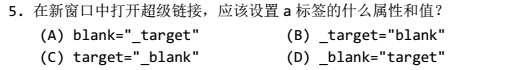 5. 在新窗口中打开超级链接，应该设置 a 标签的什么属性和值？
(A) blank="_target" (B) _target="blank"
(C) target="_blank" (D) _blank="target"